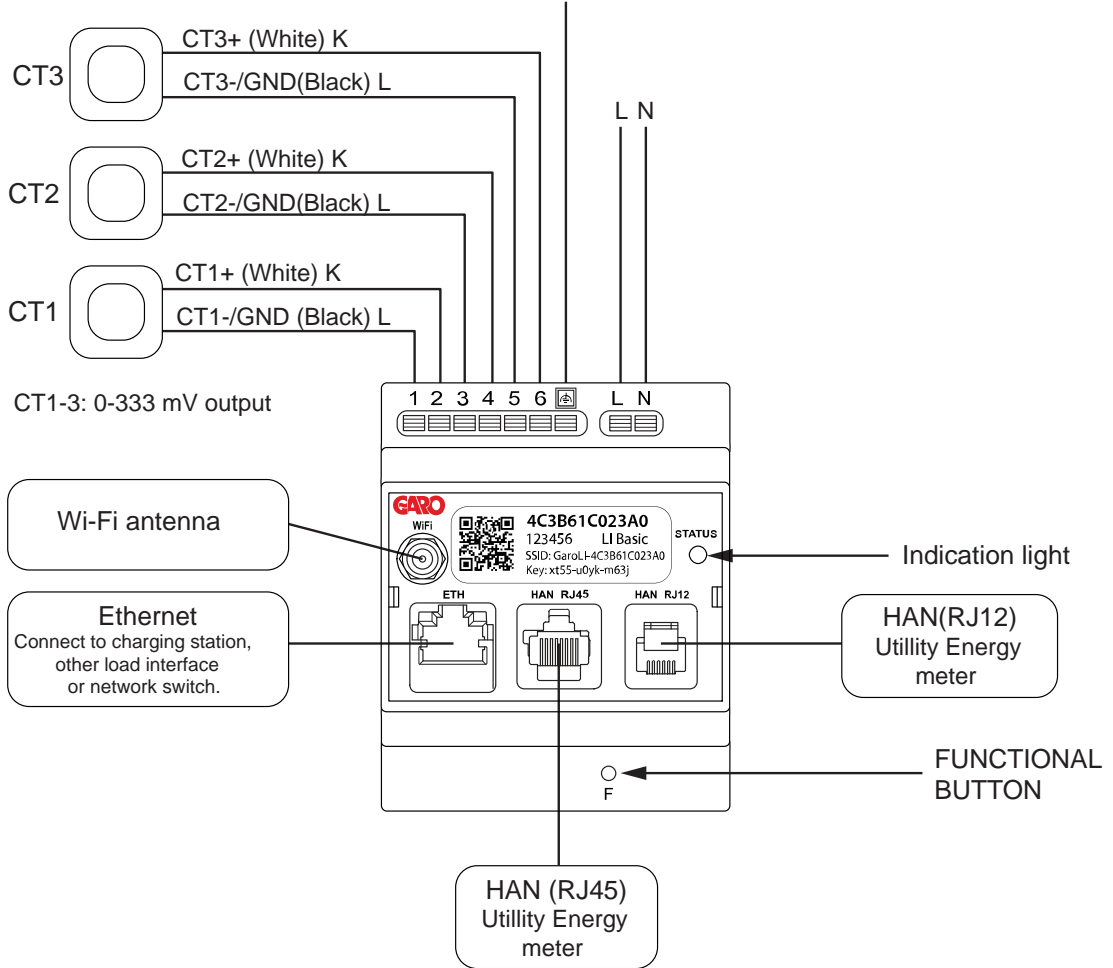 CT3+ (White) K
CT3
CT3-/GND(Black) L
L N
CT2+ (White) K
CT2
CT2-/GND(Black) L
CT1+ (White) K
CT1
CT1-/GND (Black) L
CT1-3: 0-333 mV output
1 2 3 4 5 6 L N
GARO
WiFi
4C3B61C023A0
123456 LI Basic
SSID: GaroLI-4C3B61C023A0
Key: xt55-u0yk-m63j
STATUS
Wi-Fi antenna
Indication light
ETH
HAN RJ45
HAN RJ12
Ethernet
Connect to charging station,
other load interface
or network switch.
HAN(RJ12)
Utillity Energy
meter
FUNCTIONAL
BUTTON
F
HAN (RJ45)
Utillity Energy
meter